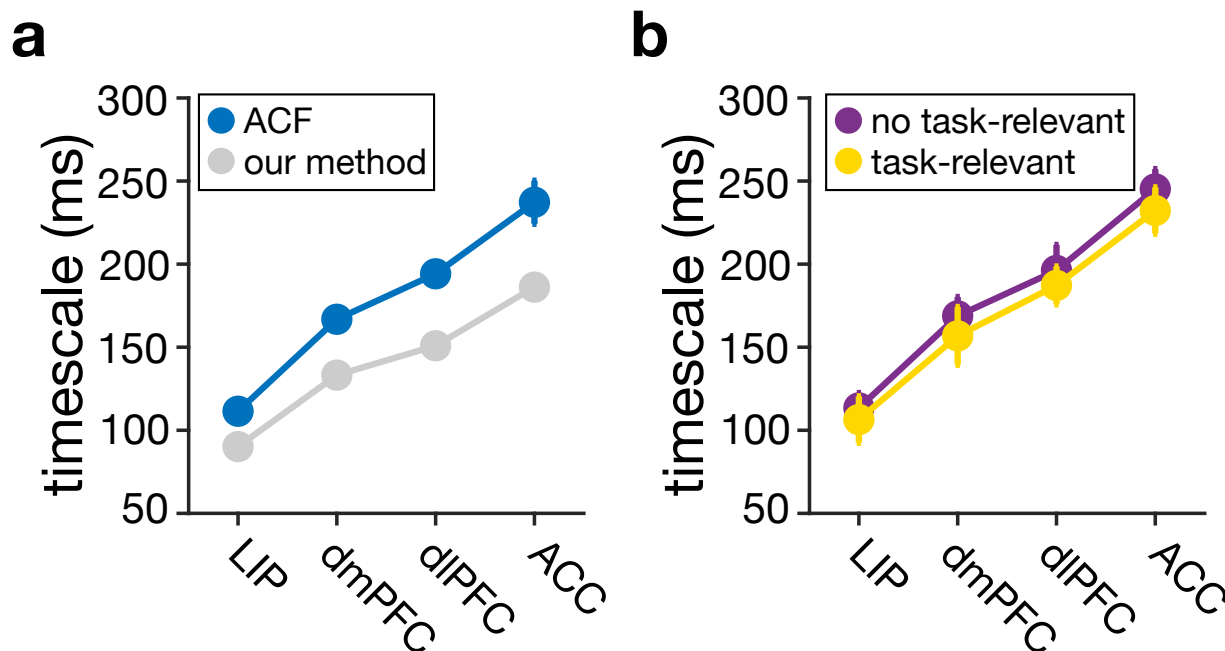 a
timescale (ms)
300
250
200
150
100
50
ACF
our method
LIP
dmPFC
dlPFC
ACC
b
timescale (ms)
300
250
200
150
100
50
no task-relevant
task-relevant
LIP
dmPFC
dlPFC
ACC